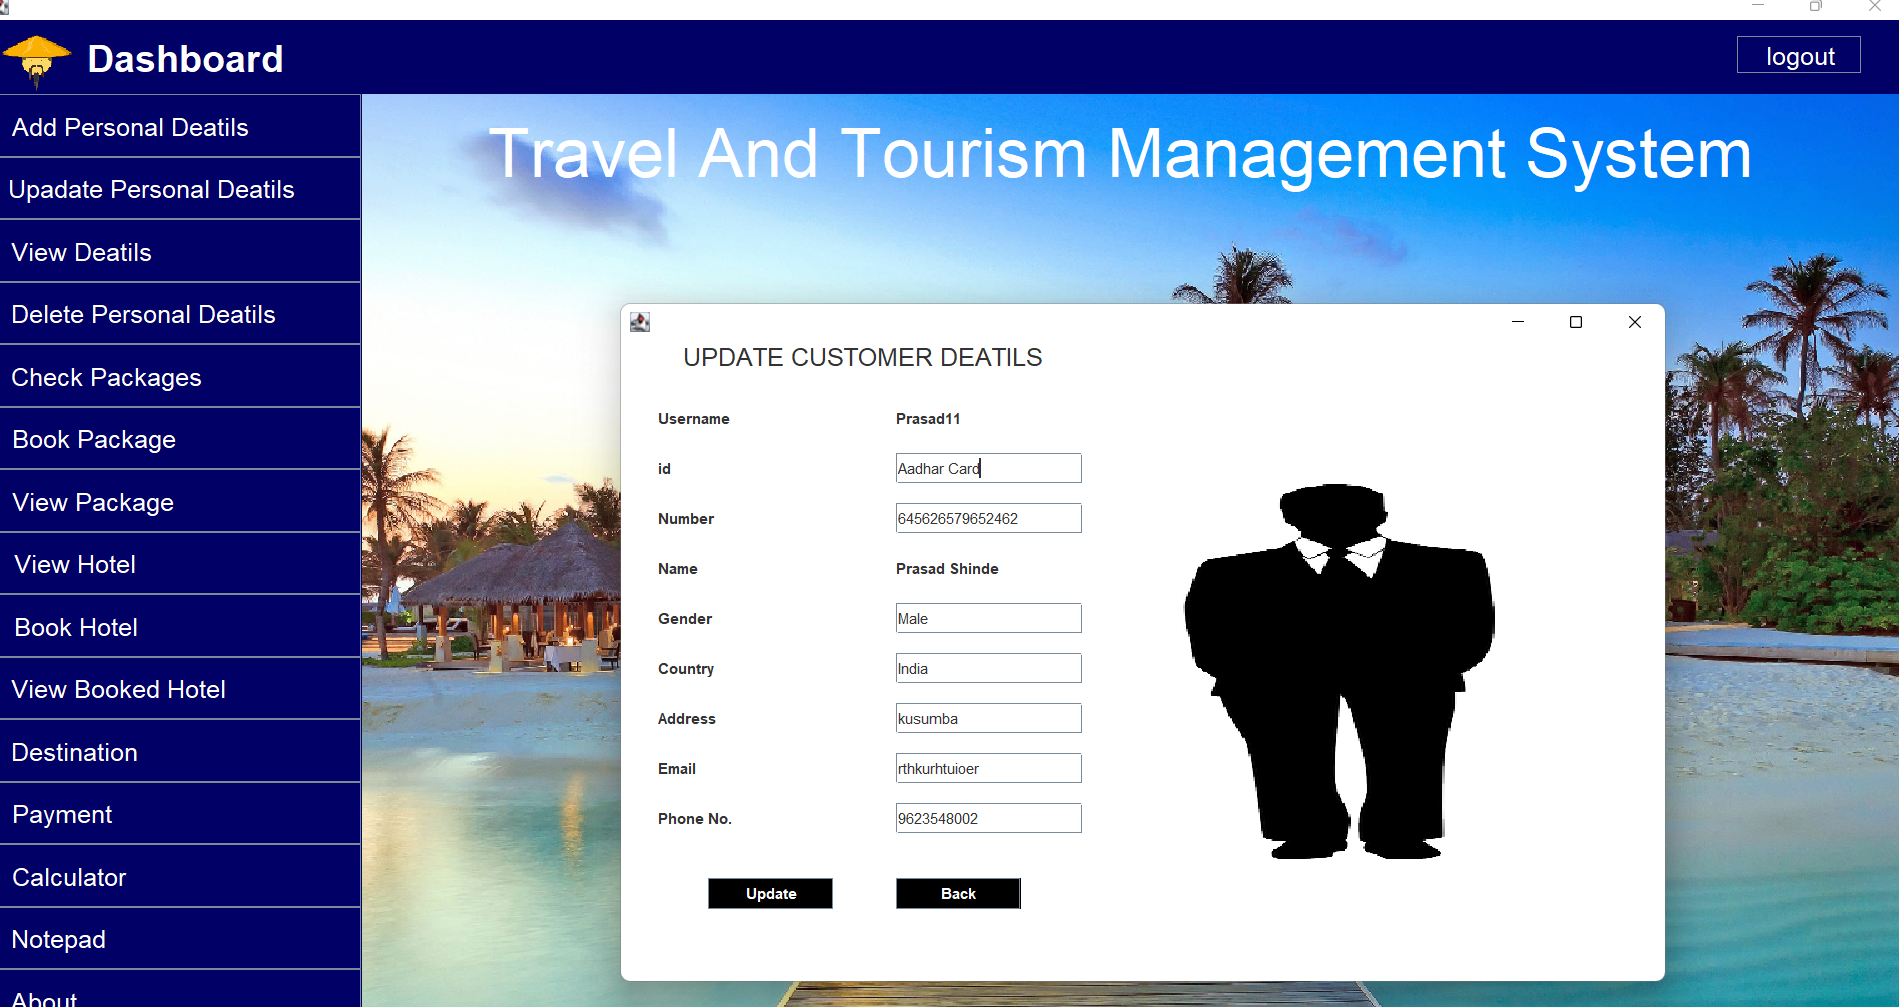 Dashboard
logout
Add Personal Deatils
Upadate Personal Deatils
View Deatils
Delete Personal Deatils
Check Packages
Book Package
View Package
View Hotel
Book Hotel
View Booked Hotel
Destination
Payment
Calculator
Notepad
About
Travel And Tourism Management System
UPDATE CUSTOMER DEATILS
Username Prasad11
id Aadhar Card
Number 645626579652462
Name Prasad Shinde
Gender Male
Country India
Address kusumba
Email rthkurhtuioer
Phone No. 9623548002
Update Back